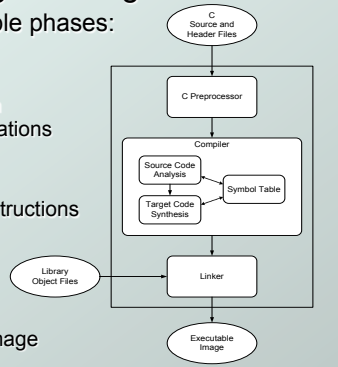 ple phases:
C
Source and
Header Files
C Preprocessor
ations
Compiler
Source Code
Analysis
Symbol Table
Target Code
Synthesis
tructions
Library
Object Files
Linker
nage
Executable
Image